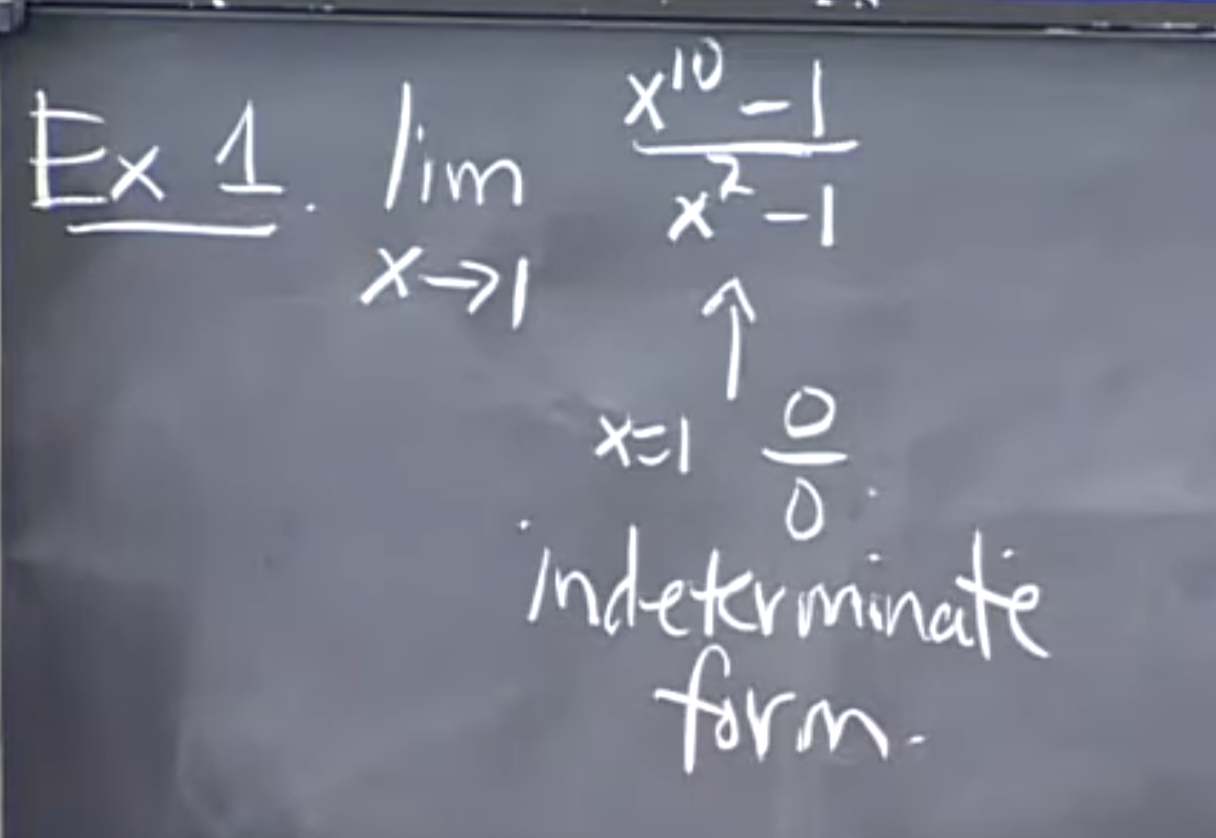 Ex 1. lim x→1 (x^10 - 1)/(x^2 - 1)
↑
x=1 0/0
indeterminate
form.